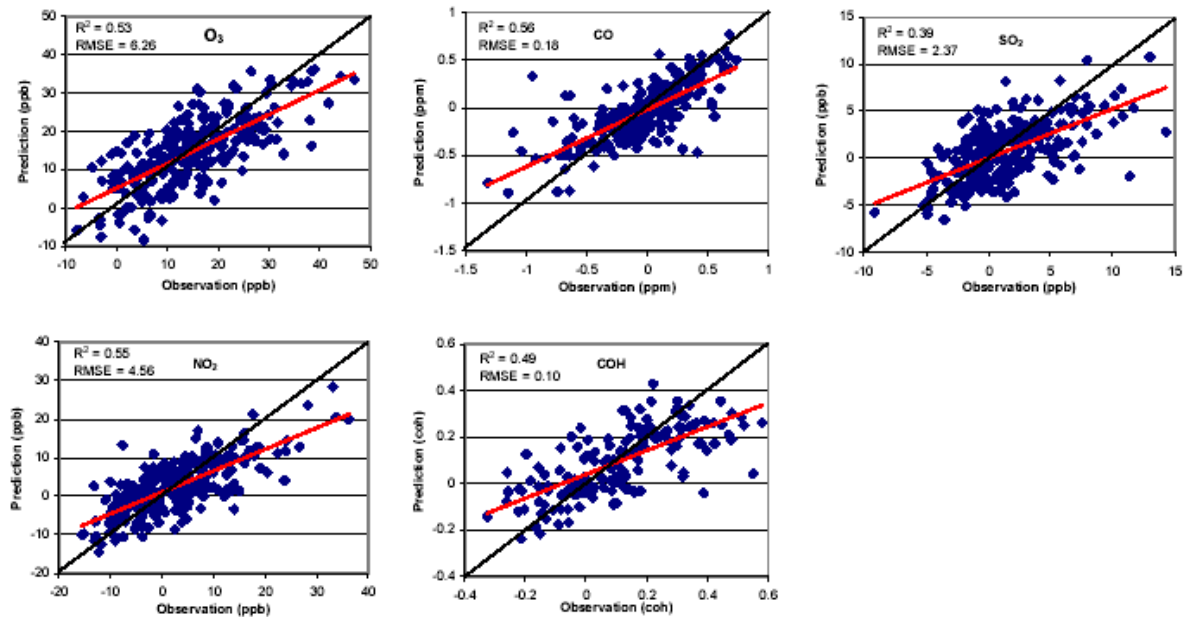 R² = 0.53
RMSE = 6.26
O₃
50
40
30
20
10
0
-10
Prediction (ppb)
-10 0 10 20 30 40 50
Observation (ppb)
R² = 0.56
RMSE = 0.18
CO
1
0.5
0
-0.5
-1
-1.5
Prediction (ppm)
-1.5 -1 -0.5 0 0.5 1
Observation (ppm)
R² = 0.39
RMSE = 2.37
SO₂
15
10
5
0
-5
-10
Prediction (ppb)
-10 -5 0 5 10 15
Observation (ppb)
R² = 0.55
RMSE = 4.56
NO₂
40
30
20
10
0
-10
-20
Prediction (ppb)
-20 -10 0 10 20 30 40
Observation (ppb)
R² = 0.49
RMSE = 0.10
COH
0.6
0.4
0.2
0
-0.2
-0.4
Prediction (coh)
-0.4 -0.2 0 0.2 0.4 0.6
Observation (coh)